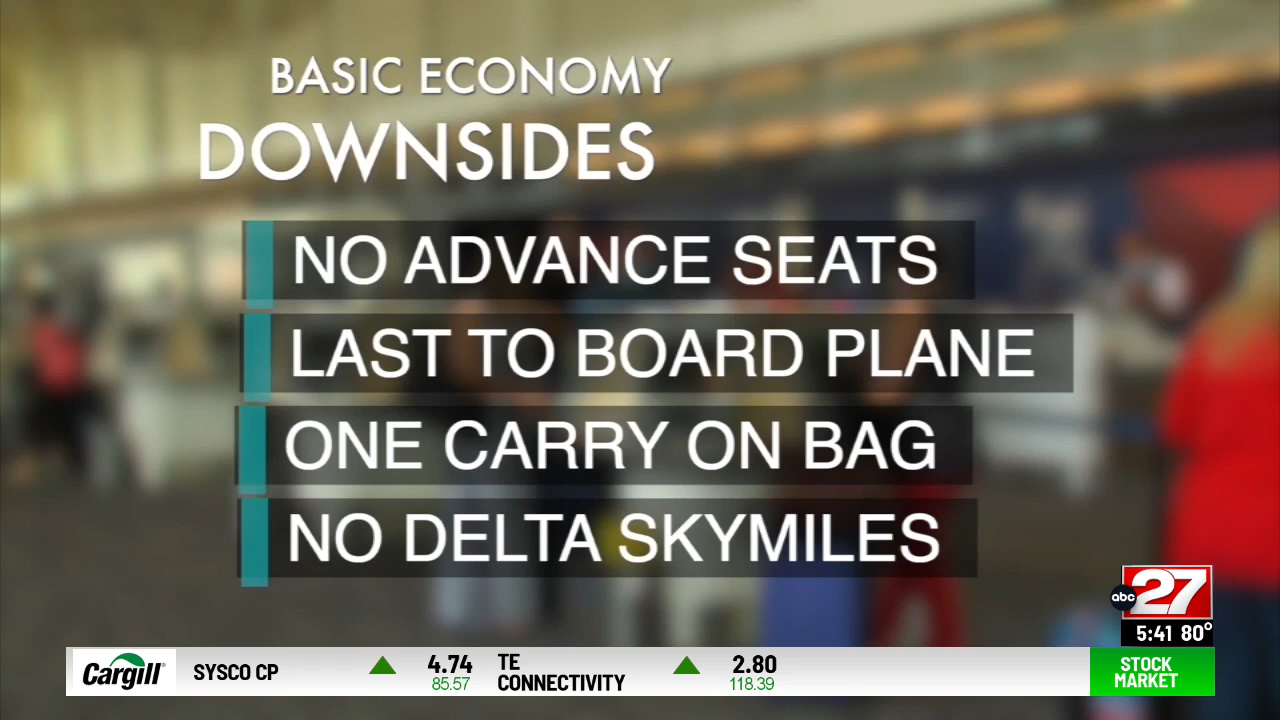 BASIC ECONOMY
DOWNSIDES
NO ADVANCE SEATS
LAST TO BOARD PLANE
ONE CARRY ON BAG
NO DELTA SKYMILES
abc 27
5:41 80°
Cargill
SYSCO CP 4.74 85.57
TE CONNECTIVITY 2.80 118.39
STOCK
MARKET